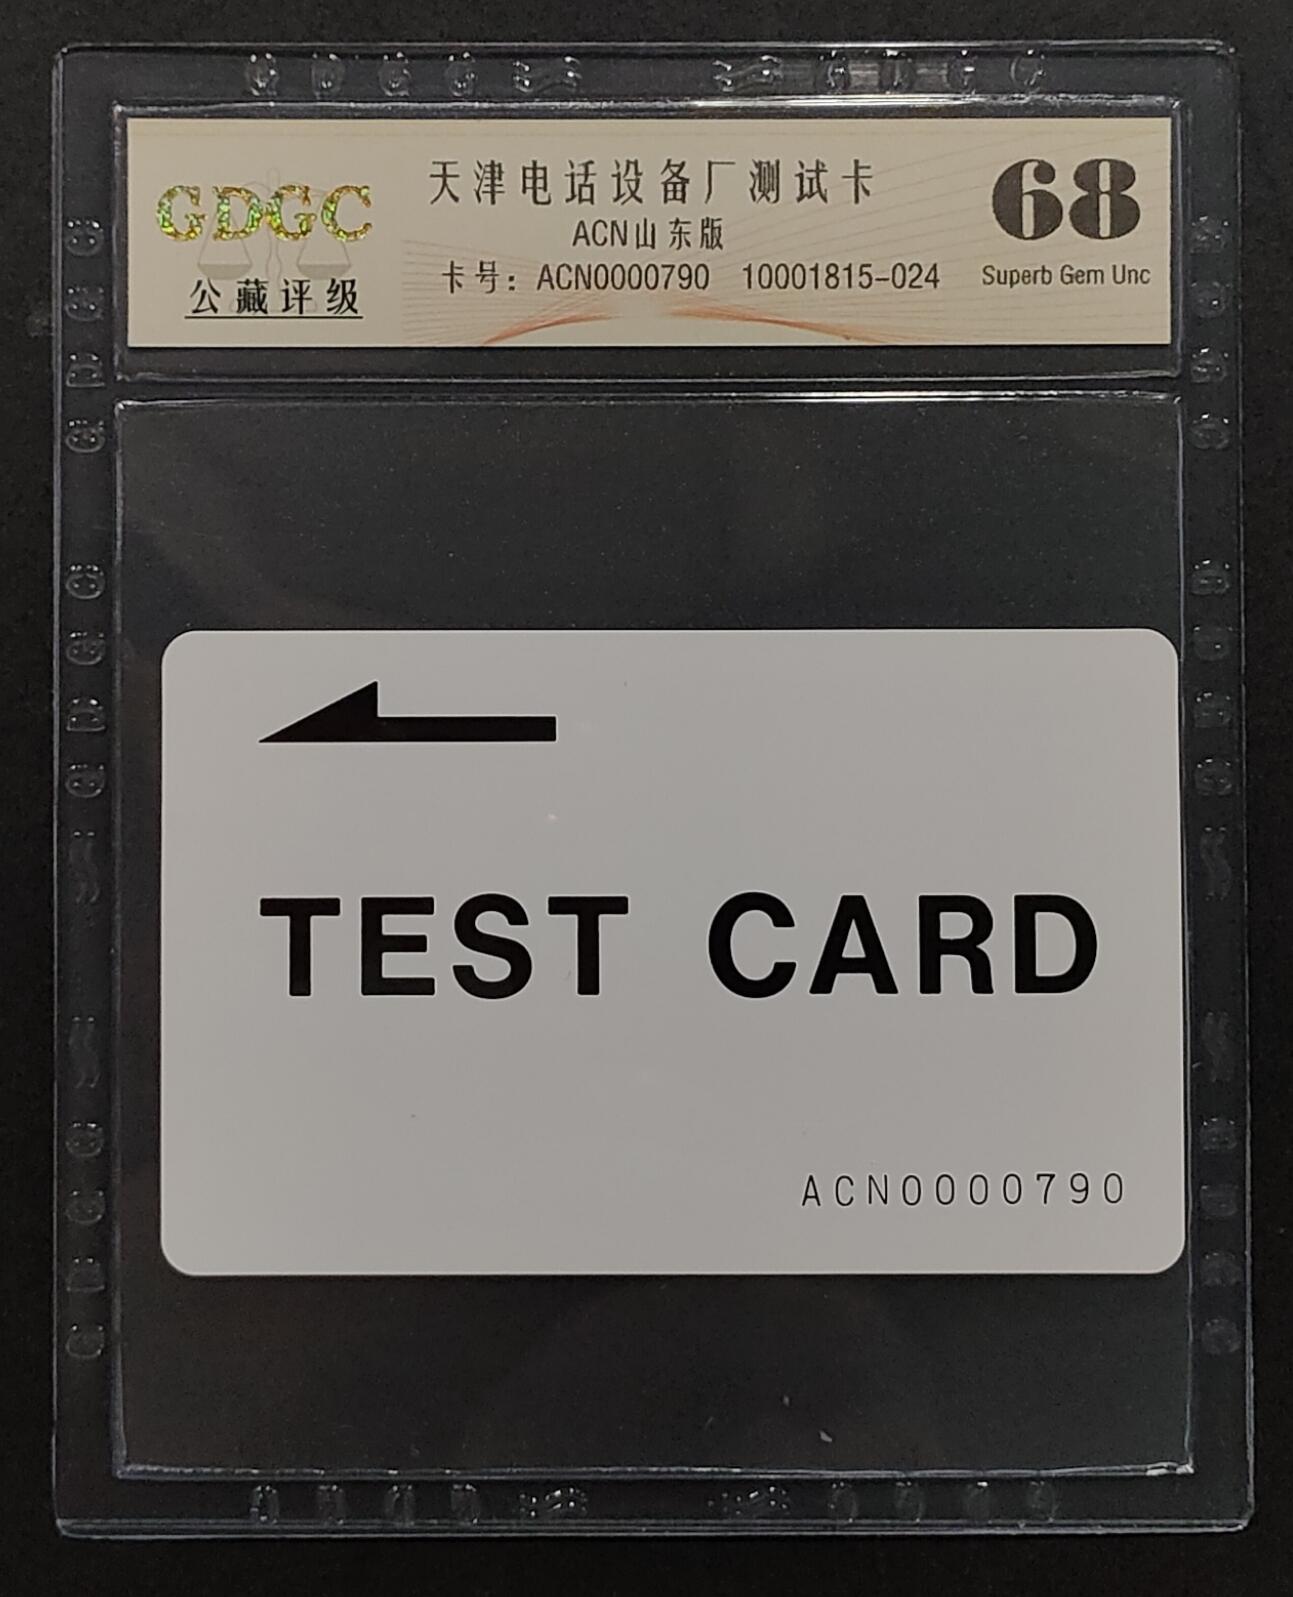 GDGC
公藏评级
天津电话设备厂测试卡
ACN山东版
卡号：ACN0000790 10001815-024
68
Superb Gem Unc
TEST CARD
ACN0000790